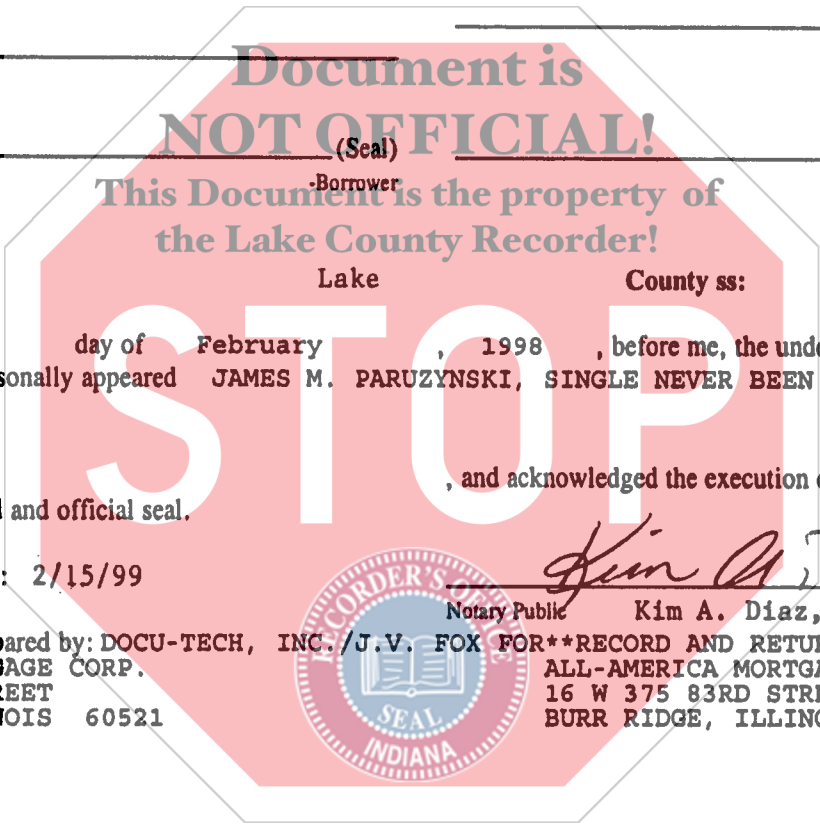 Document is
NOT OFFICIAL!
(Seal)
-Borrower
This Document is the property of
the Lake County Recorder!
Lake County ss:
day of February , 1998 , before me, the unde
sonally appeared JAMES M. PARUZYNSKI, SINGLE NEVER BEEN
STOP
, and acknowledged the execution
and official seal.
: 2/15/99
Kim A.
Notary Public Kim A. Diaz,
pared by: DOCU-TECH, INC./J.V. FOX FOR**RECORD AND RETU
GAGE CORP. ALL-AMERICA MORTGA
REET 16 W 375 83RD STRE
OIS 60521 BURR RIDGE, ILLINO
RECORDER'S OFFICE
SEAL
INDIANA